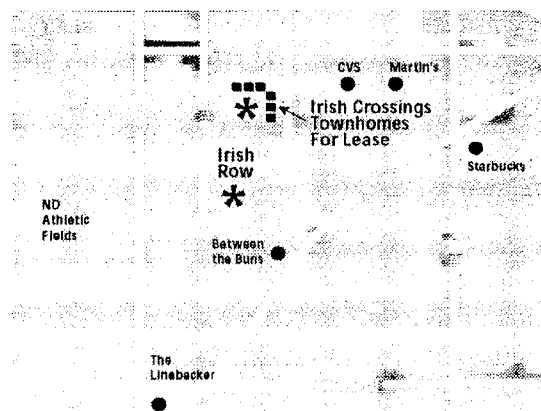 CVS
Martin's
Irish Crossings
Townhomes
For Lease
Starbucks
Irish
Row
ND
Athletic
Fields
Between
the Buns
The
Linebacker